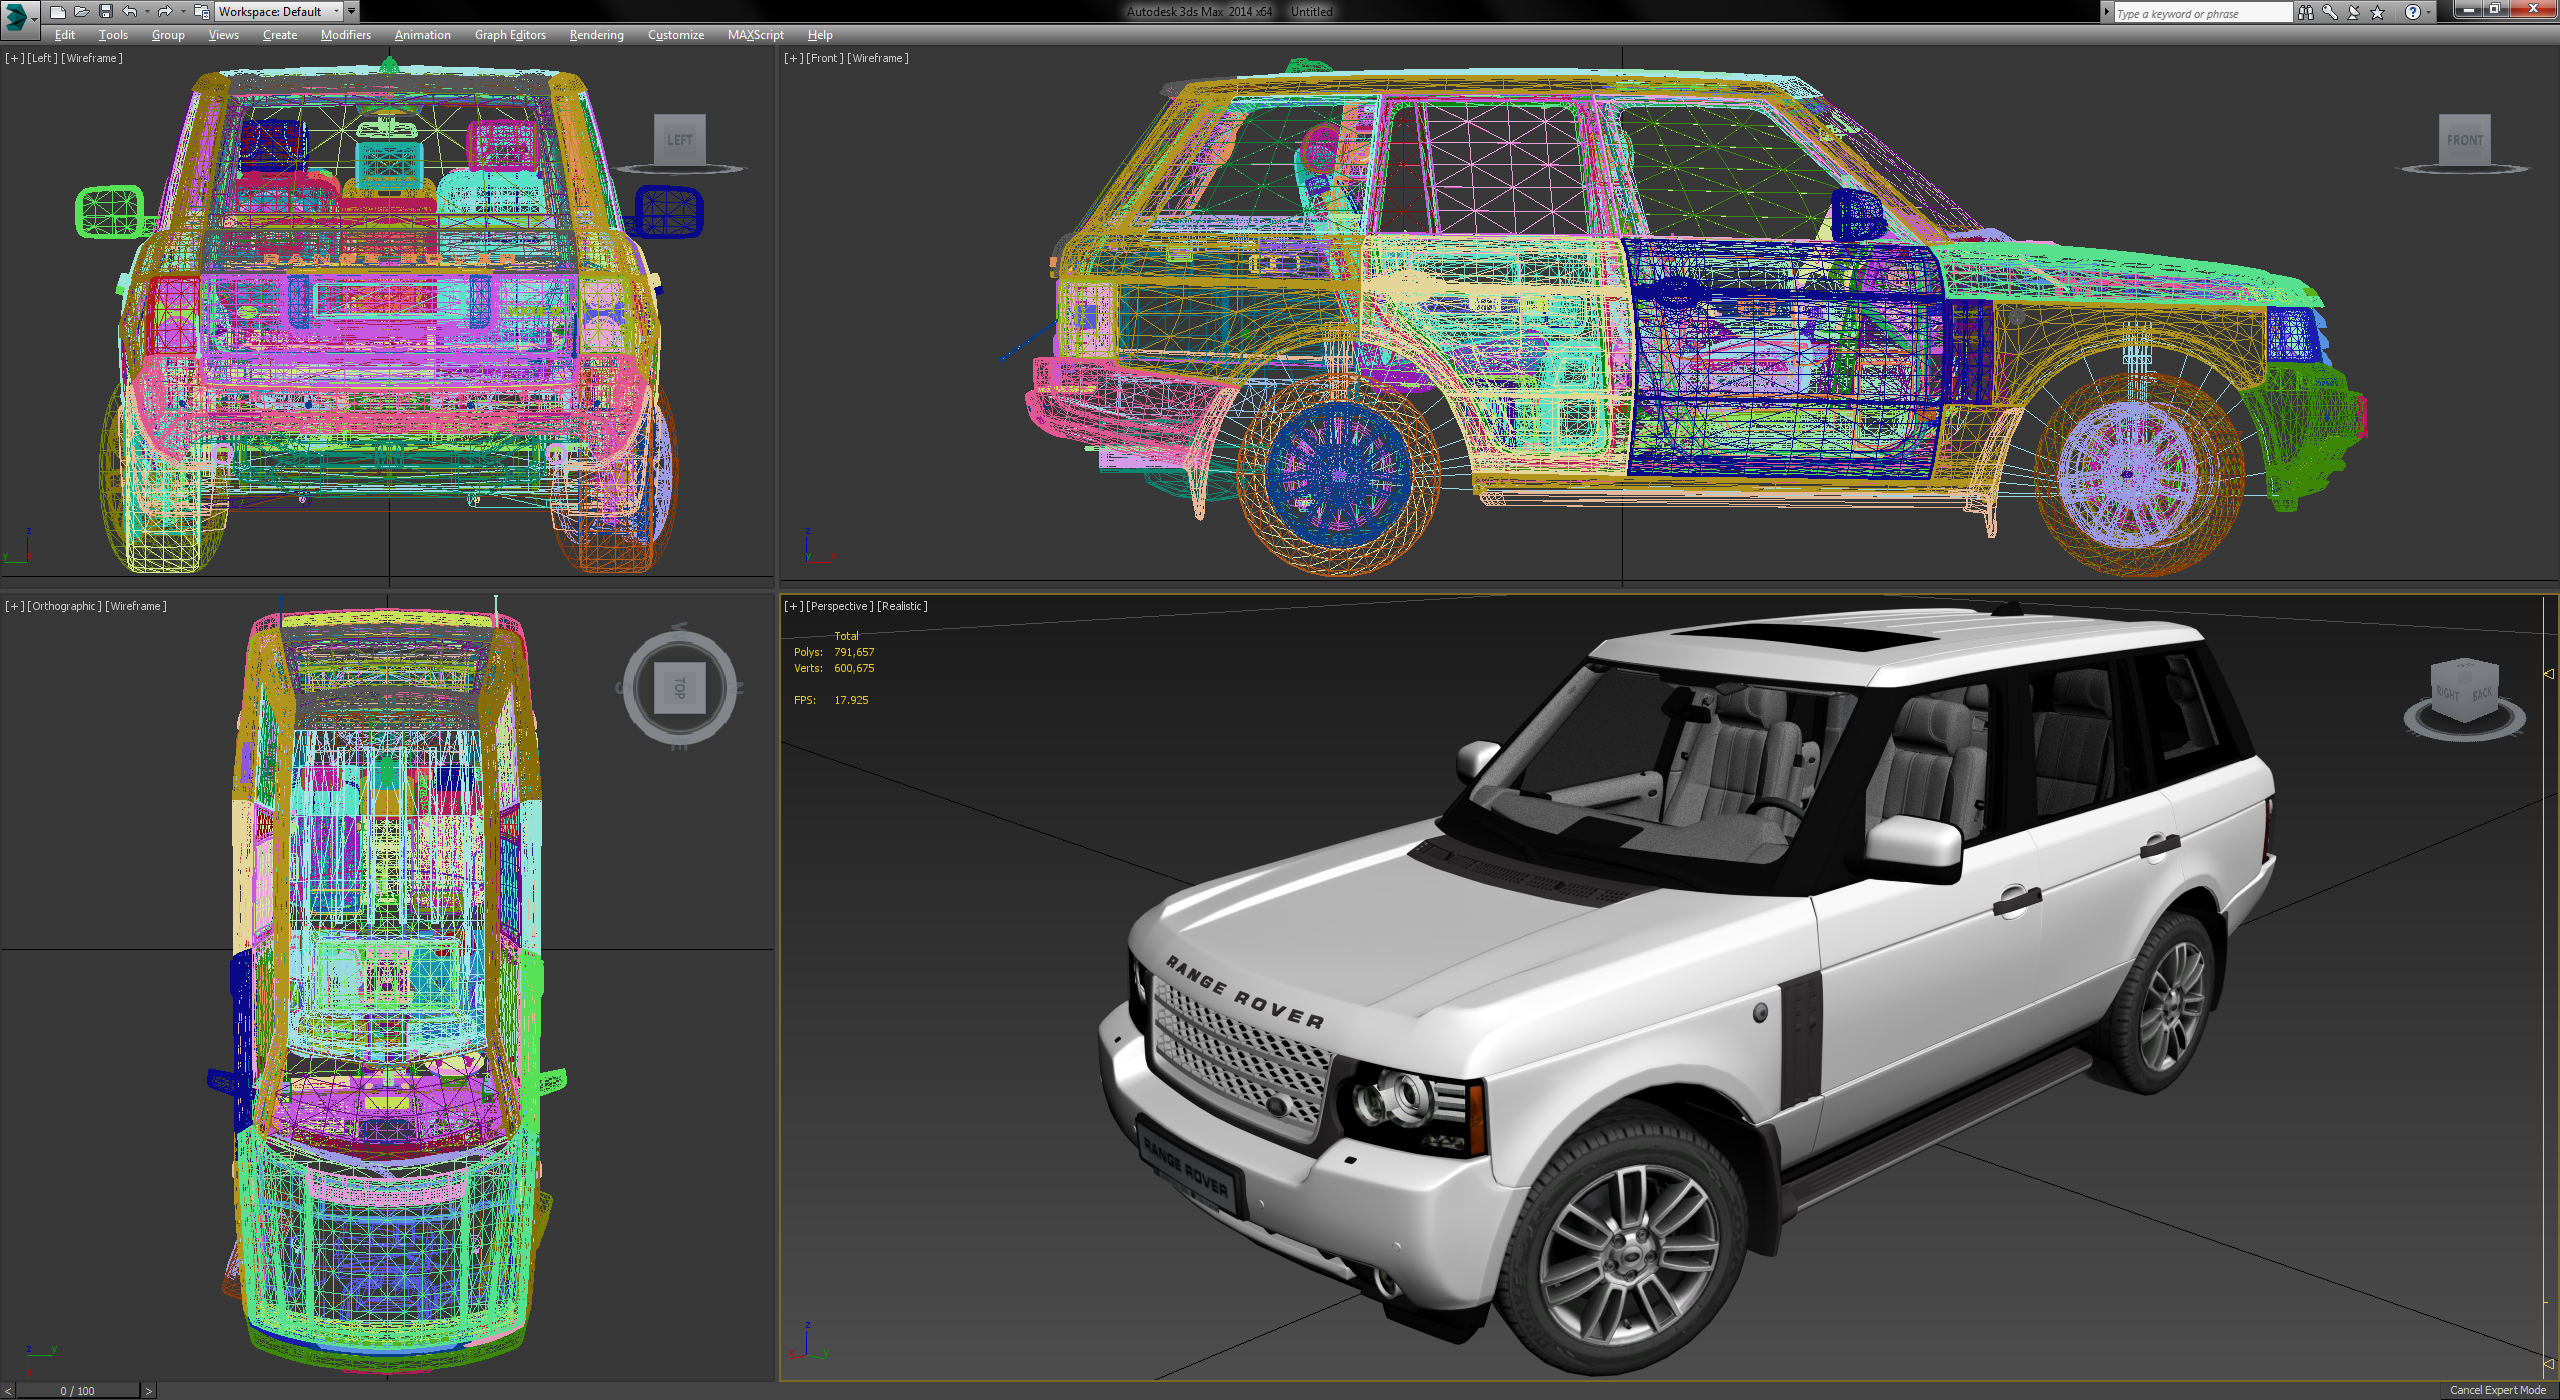 Workspace: Default
Autodesk 3ds Max 2014 x64 Untitled
Type a keyword or phrase
Edit Tools Group Views Create Modifiers Animation Graph Editors Rendering Customize MAXScript Help
[+] [Left ] [Wireframe ]
[+] [Front ] [Wireframe ]
LEFT
FRONT
z
y
z
[+] [Orthographic ] [Wireframe ]
[+] [Perspective ] [Realistic ]
Total
Polys: 791,657
Verts: 600,675
FPS: 17.925
TOP
RIGHT BACK
RANGE ROVER
RANGE ROVER
z y
z
x y
< 0 / 100 >
Cancel Expert Mode